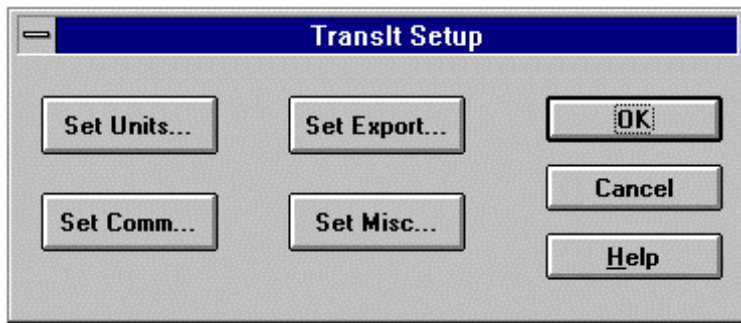 TransIt Setup
Set Units...
Set Export...
OK
Set Comm...
Set Misc...
Cancel
Help